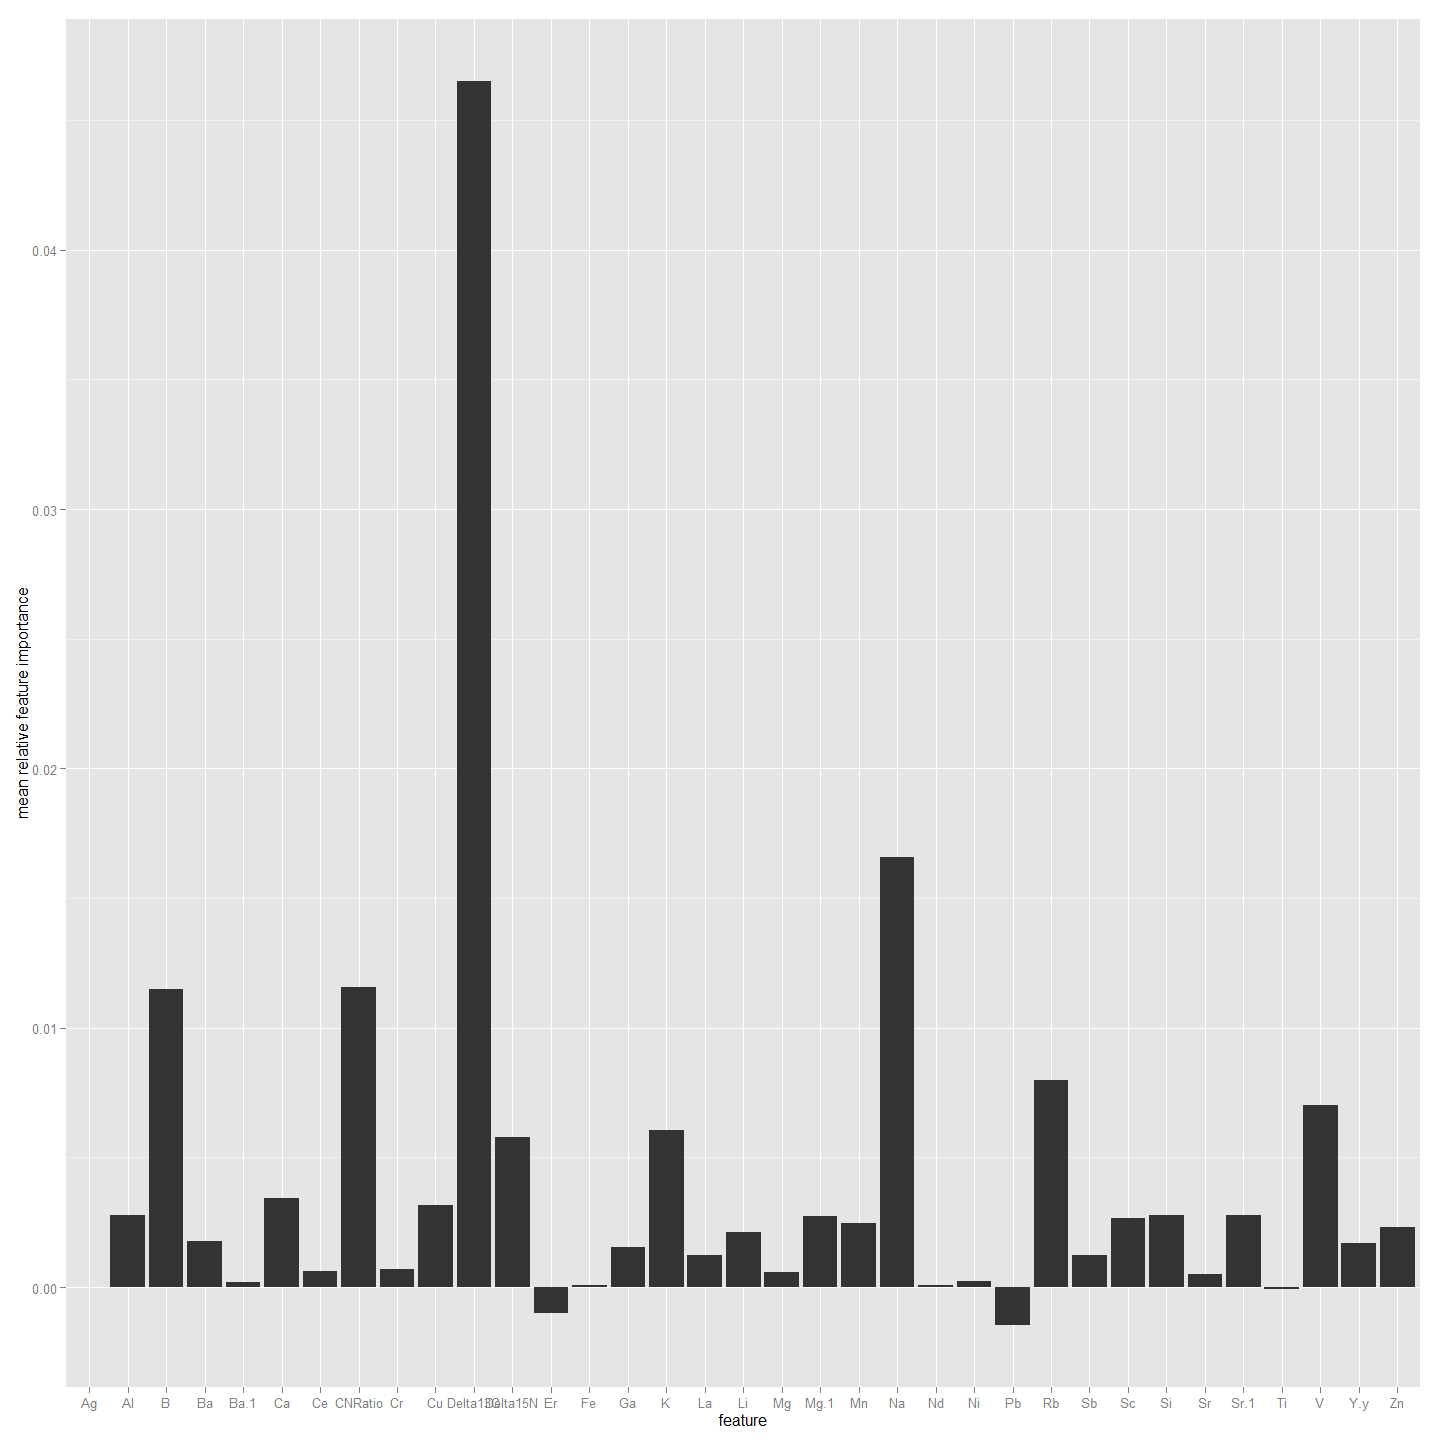 mean relative feature importance
0.04
0.03
0.02
0.01
0.00
Ag Al B Ba Ba.1 Ca Ce CNRatio Cr Cu Delta13C Delta15N Er Fe Ga K La Li Mg Mg.1 Mn Na Nd Ni Pb Rb Sb Sc Si Sr Sr.1 Ti V Y.y Zn
feature